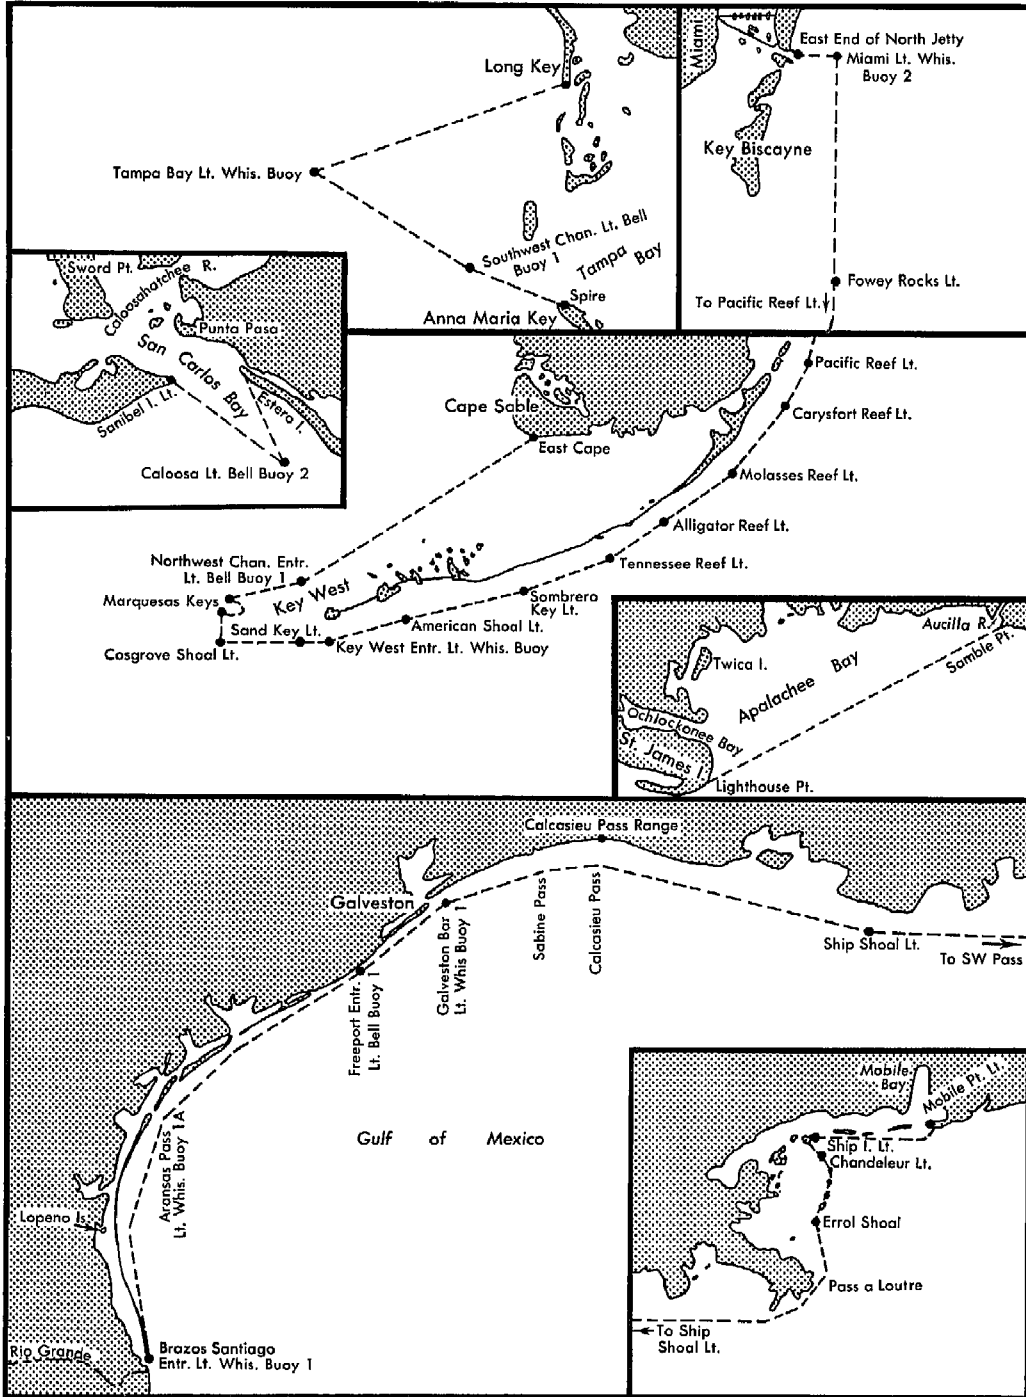 Long Key
Tampa Bay Lt. Whis. Buoy
Southwest Chan. Lt. Bell
Buoy 1
Tampa
Bay
Spire
Anna Maria Key
Miami
East End of North Jetty
Miami Lt. Whis.
Buoy 2
Key Biscayne
Fowey Rocks Lt.
To Pacific Reef Lt.
Sword Pt.
Caloosahatchee R.
Punta Rasa
San Carlos Bay
Sanibel I. Lt.
Estero I.
Caloosa Lt. Bell Buoy 2
Pacific Reef Lt.
Cape Sable
Carysfort Reef Lt.
East Cape
Molasses Reef Lt.
Alligator Reef Lt.
Northwest Chan. Entr.
Lt. Bell Buoy 1
Tennessee Reef Lt.
Marquesas Keys
Key West
Sombrero
Key Lt.
Sand Key Lt.
American Shoal Lt.
Cosgrove Shoal Lt.
Key West Entr. Lt. Whis. Buoy
Aucilla R.
Samble Pt.
Twica I.
Apalachee Bay
Ochlockonee Bay
St. James I.
Lighthouse Pt.
Calcasieu Pass Range
Galveston
Sabine Pass
Calcasieu Pass
Galveston Bar
Lt. Whis Buoy 1
Ship Shoal Lt.
To SW Pass
Freeport Entr.
Lt. Bell Buoy 1
Gulf of Mexico
Aransas Pass
Lt. Whis. Buoy 1A
Lopeno Is.
Rio Grande
Brazos Santiago
Entr. Lt. Whis. Buoy 1
Mobile
Bay
Mobile Pt. Lt.
Ship I. Lt.
Chandeleur Lt.
Errol Shoal
Pass a Loutre
To Ship
Shoal Lt.